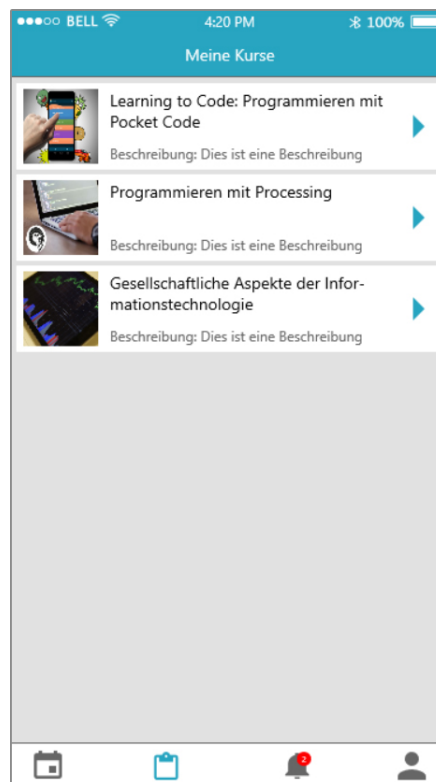 BELL 4:20 PM 100%
Meine Kurse
Learning to Code: Programmieren mit
Pocket Code
Beschreibung: Dies ist eine Beschreibung
Programmieren mit Processing
Beschreibung: Dies ist eine Beschreibung
Gesellschaftliche Aspekte der Infor-
mationstechnologie
Beschreibung: Dies ist eine Beschreibung
2